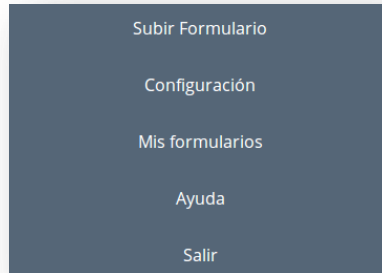 Subir Formulario
Configuración
Mis formularios
Ayuda
Salir